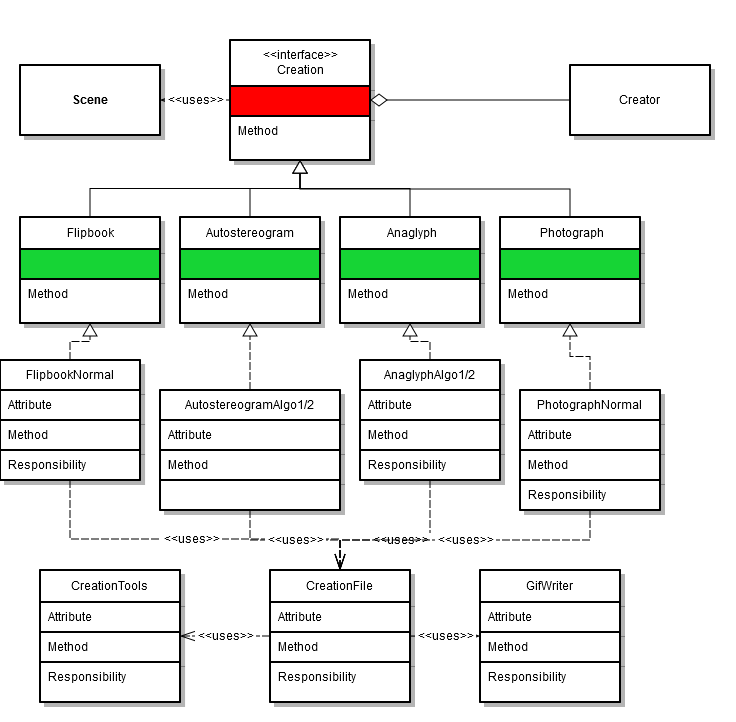 <<interface>>
Creation
Scene
<<uses>>
Creator
Method
Flipbook
Autostereogram
Anaglyph
Photograph
Method
Method
Method
Method
FlipbookNormal
Attribute
Method
Responsibility
AutostereogramAlgo1/2
Attribute
Method
AnaglyphAlgo1/2
Attribute
Method
Responsibility
PhotographNormal
Attribute
Method
Responsibility
<<uses>>
<<uses>>
<<uses>>
<<uses>>
CreationTools
Attribute
Method
Responsibility
<<uses>>
CreationFile
Attribute
Method
Responsibility
<<uses>>
GifWriter
Attribute
Method
Responsibility